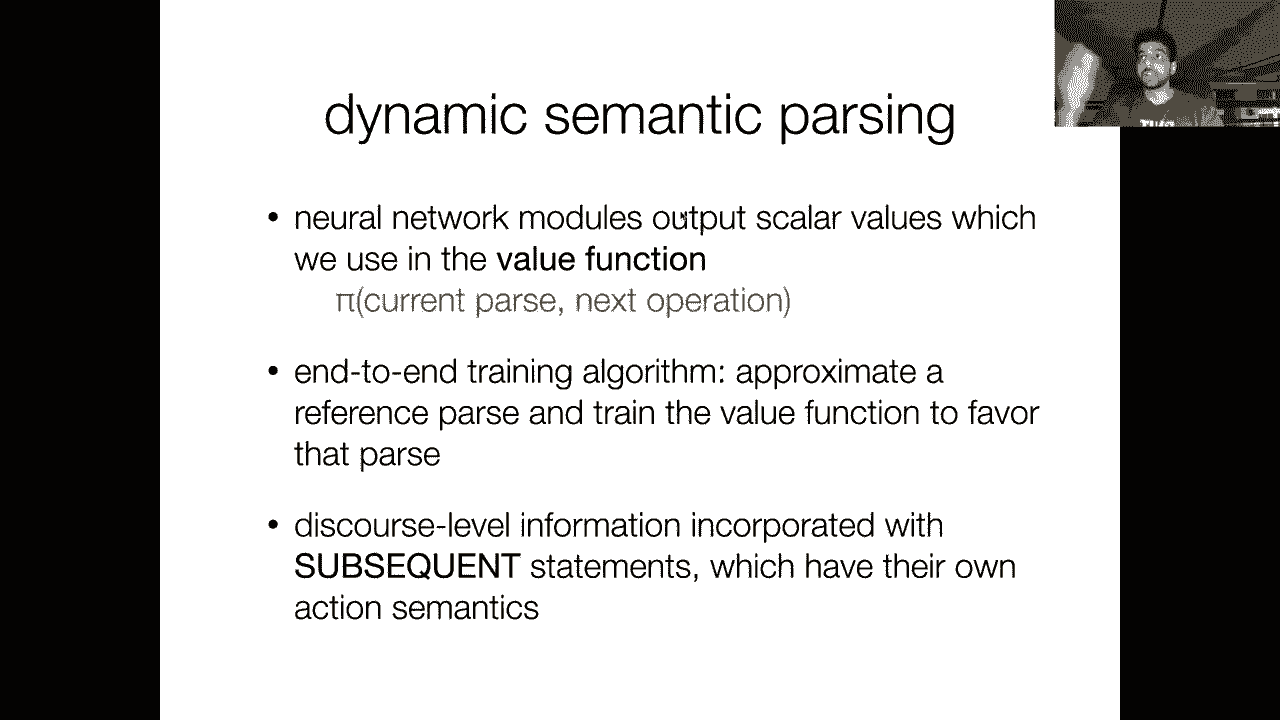 dynamic semantic parsing
• neural network modules output scalar values which
we use in the value function
π(current parse, next operation)
• end-to-end training algorithm: approximate a
reference parse and train the value function to favor
that parse
• discourse-level information incorporated with
SUBSEQUENT statements, which have their own
action semantics